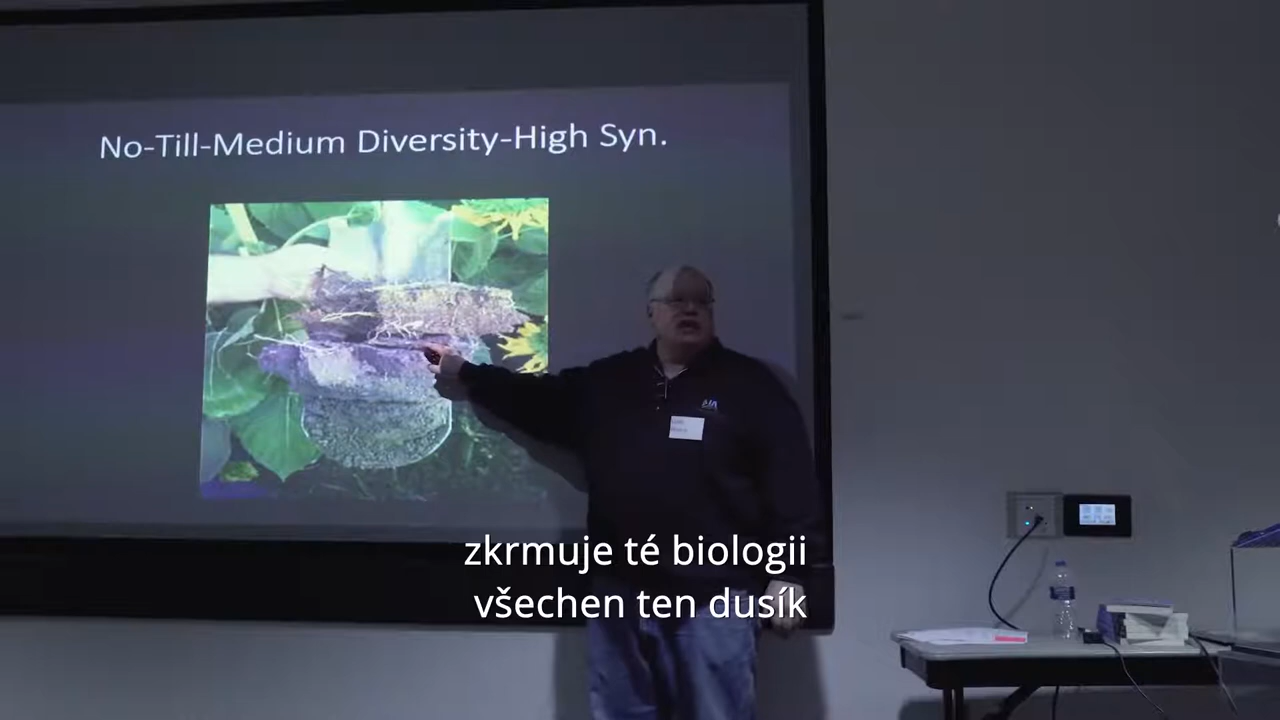 No-Till-Medium Diversity-High Syn.
zkrmuje té biologii
všechen ten dusík